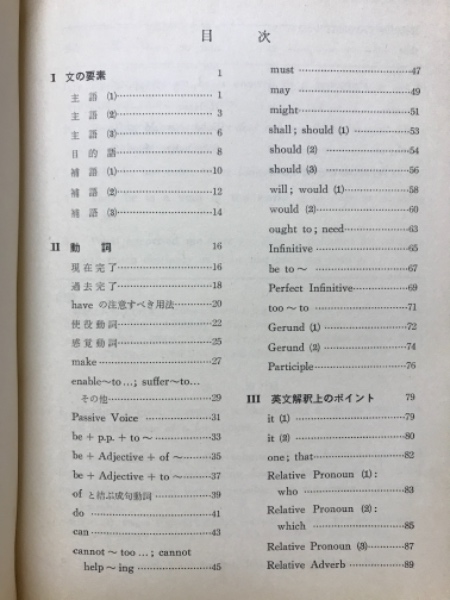 目 次
I 文の要素 1
主 語 (1)……………………… 1
主 語 (2)……………………… 3
主 語 (3)……………………… 6
目 的 語 ……………………… 8
補 語 (1)………………………10
補 語 (2)………………………12
補 語 (3)………………………14
II 動 詞 16
現在完了………………………16
過去完了………………………18
have の注意すべき用法………20
使役動詞………………………22
感覚動詞………………………25
make……………………………27
enable～to…; suffer～to…
その他…………………………29
Passive Voice …………………31
be + p.p. + to ～………………33
be + Adjective + of ～…………35
be + Adjective + to ～…………37
of と結ぶ成句動詞 ……………39
do ………………………………41
can………………………………43
cannot ～ too …; cannot
help ～ ing ……………………45
must ……………………………47
may ……………………………49
might……………………………51
shall; should (1) ………………53
should (2) ……………………54
should (3) ……………………56
will; would (1)…………………58
would (2)………………………60
ought to; need…………………63
Infinitive ………………………65
be to ～ ………………………67
Perfect Infinitive………………69
too ～ to ………………………71
Gerund (1) ……………………72
Gerund (2) ……………………74
Participle ………………………76
III 英文解釈上のポイント 79
it (1) ……………………………79
it (2) ……………………………80
one; that………………………82
Relative Pronoun (1):
who ……………………………83
Relative Pronoun (2):
which …………………………85
Relative Pronoun (3)…………87
Relative Adverb ………………89